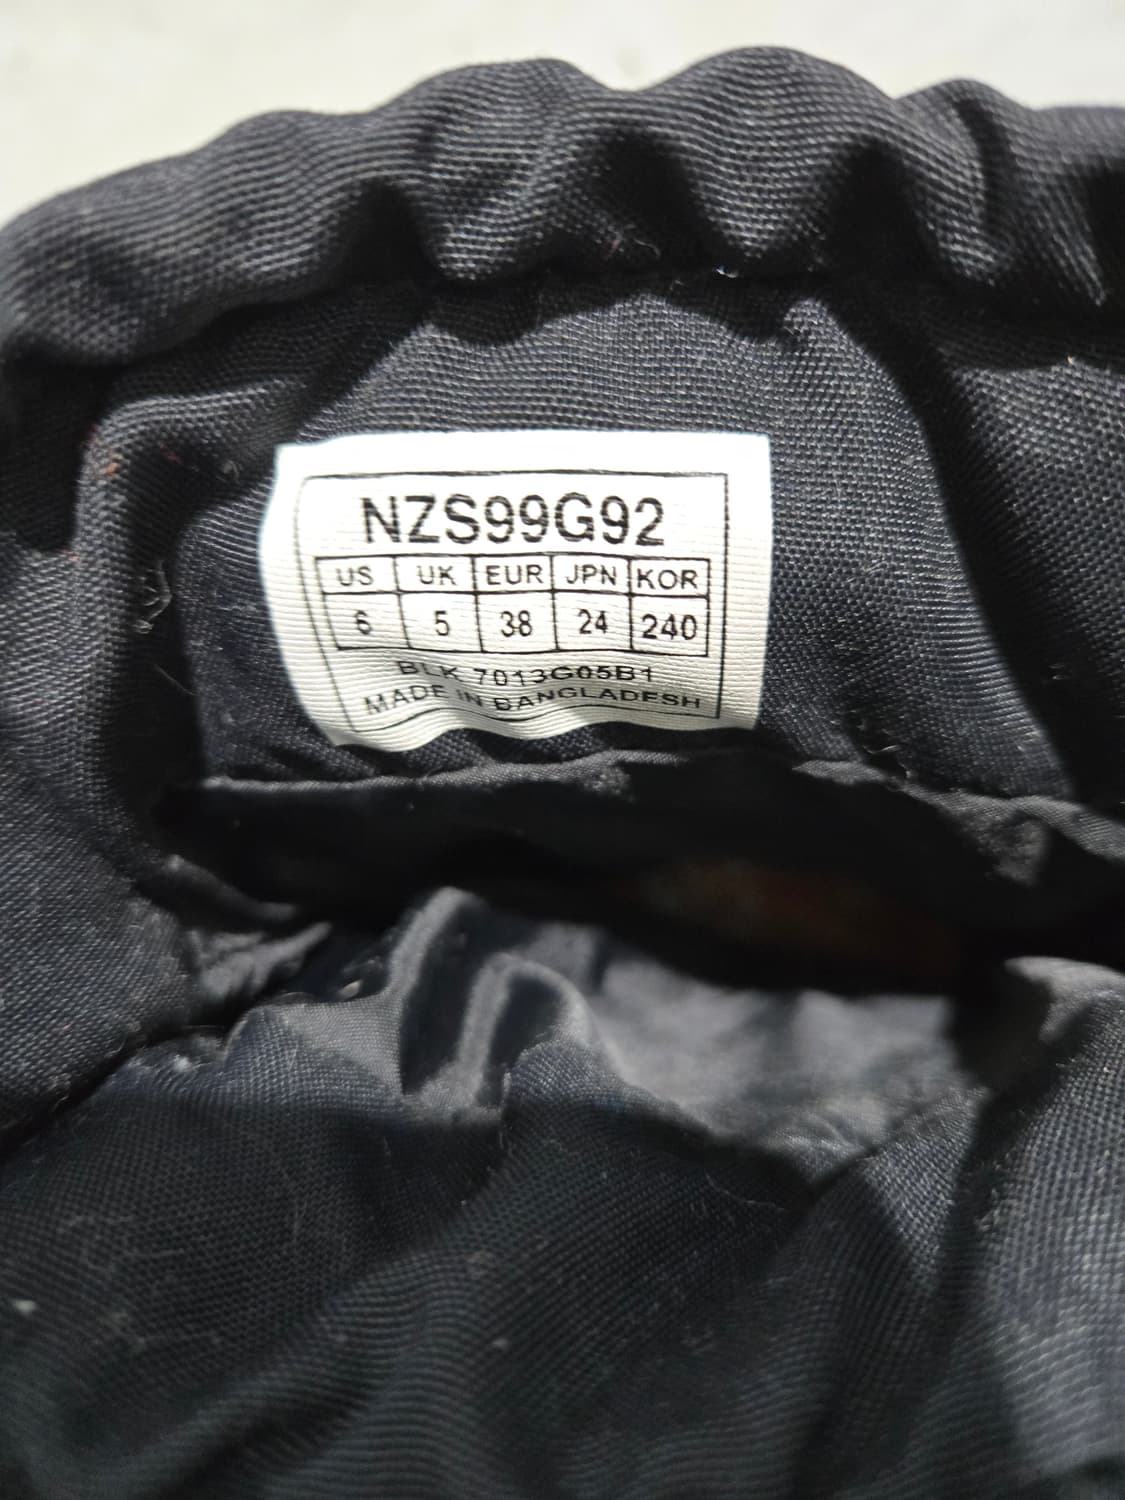 NZS99G92
US UK EUR JPN KOR
6 5 38 24 240
BLK 7013G05B1
MADE IN BANGLADESH